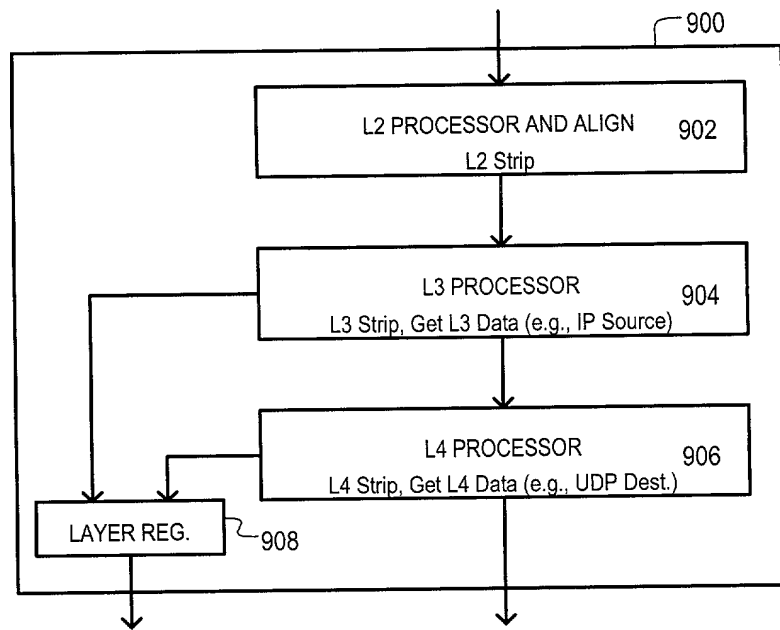 900
L2 PROCESSOR AND ALIGN 902
L2 Strip
L3 PROCESSOR 904
L3 Strip, Get L3 Data (e.g., IP Source)
L4 PROCESSOR 906
L4 Strip, Get L4 Data (e.g., UDP Dest.)
LAYER REG. 908